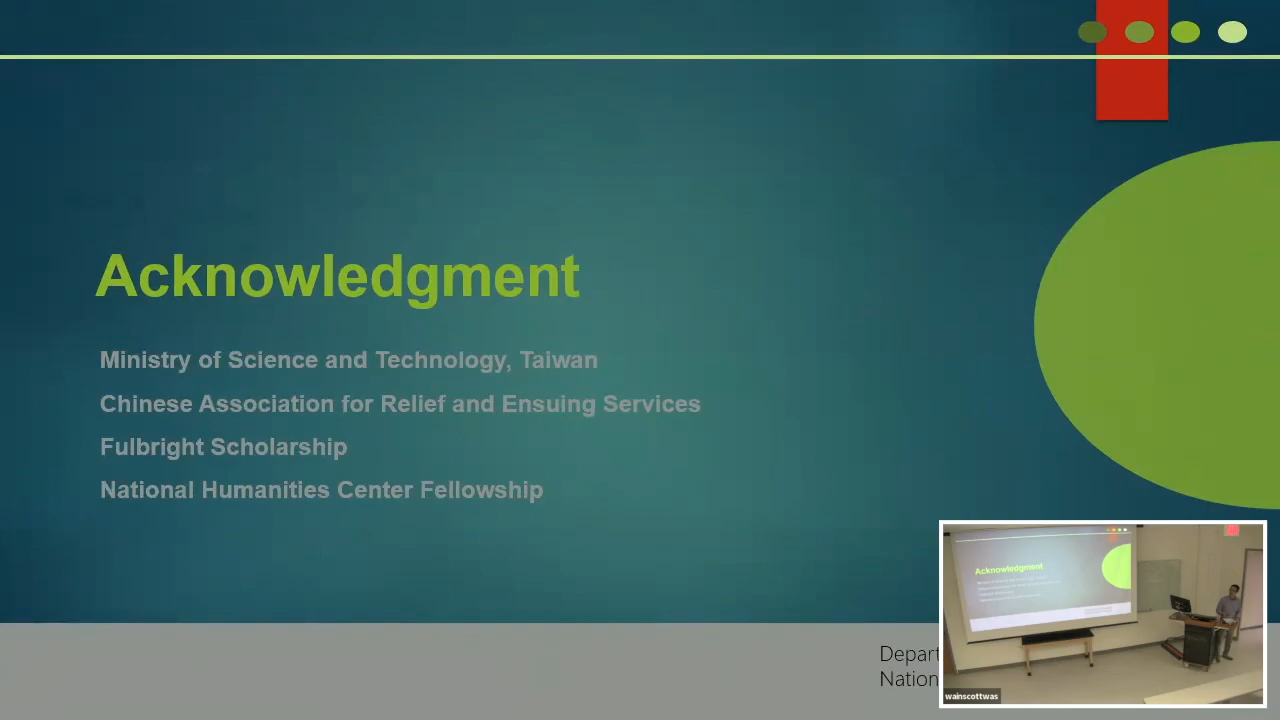 Acknowledgment
Ministry of Science and Technology, Taiwan
Chinese Association for Relief and Ensuing Services
Fulbright Scholarship
National Humanities Center Fellowship
Depart
Nation
Acknowledgment
wainscottwas